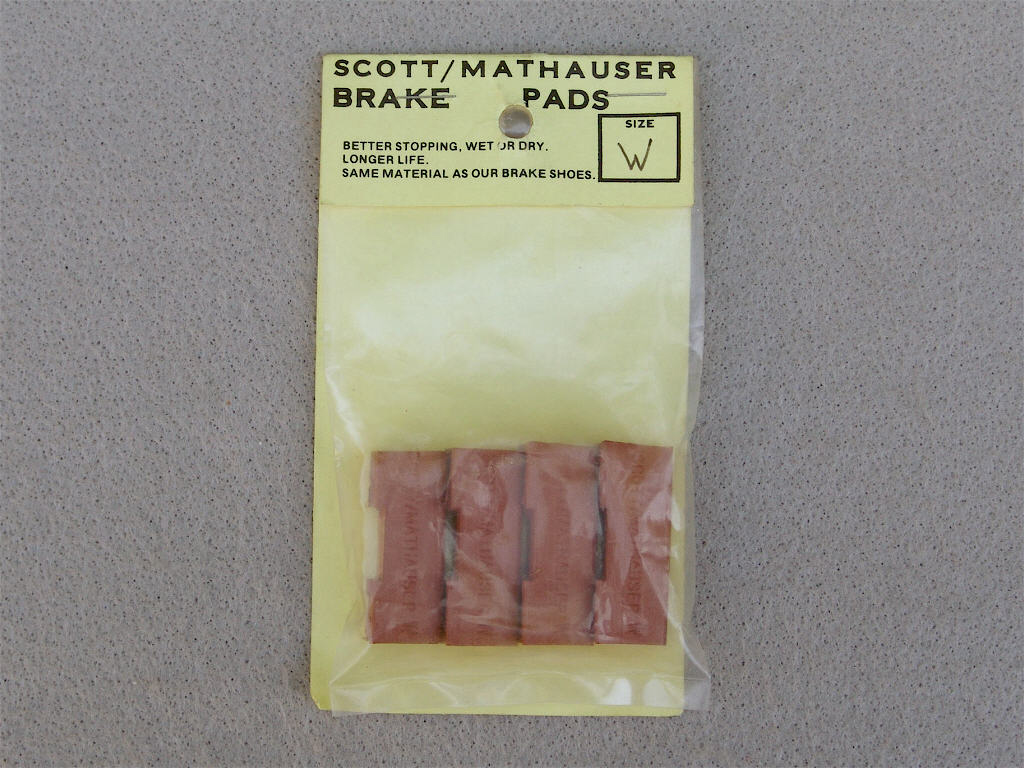 SCOTT/MATHAUSER
BRAKE PADS
SIZE
W
BETTER STOPPING, WET OR DRY.
LONGER LIFE.
SAME MATERIAL AS OUR BRAKE SHOES.